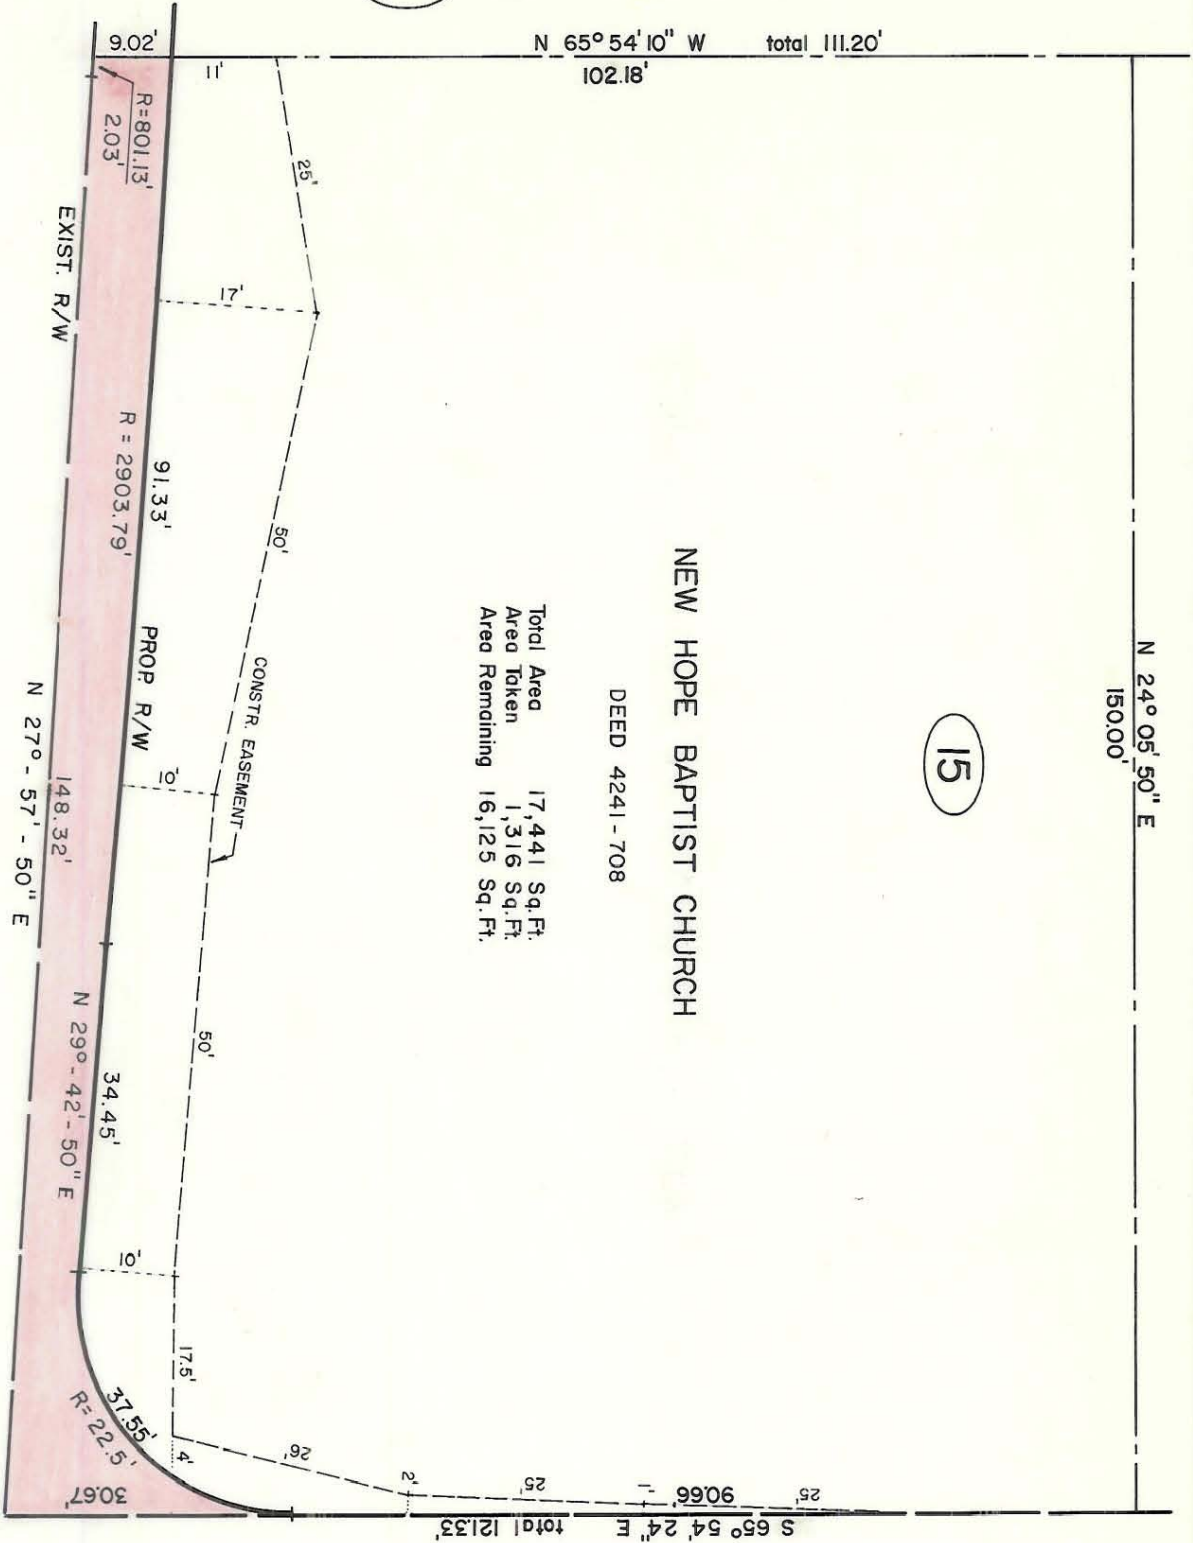 N 65° 54' 10" W total 111.20'
9.02'
102.18'
11'
R=801.13'
2.03'
25'
17'
EXIST. R/W
R = 2903.79'
91.33'
PROP. R/W
50'
CONSTR. EASEMENT
10'
148.32'
N 27° - 57' - 50" E
N 29° - 42' - 50" E
34.45'
50'
10'
17.5'
37.55'
R= 22.5'
4'
30.67'
26'
2'
25'
1'
90.66'
25'
S 65° 54' 24" E total 121.33'
N 24° 05' 50" E
150.00'
15
NEW HOPE BAPTIST CHURCH
DEED 4241-708
Total Area 17,441 Sq.Ft.
Area Taken 1,316 Sq.Ft.
Area Remaining 16,125 Sq.Ft.